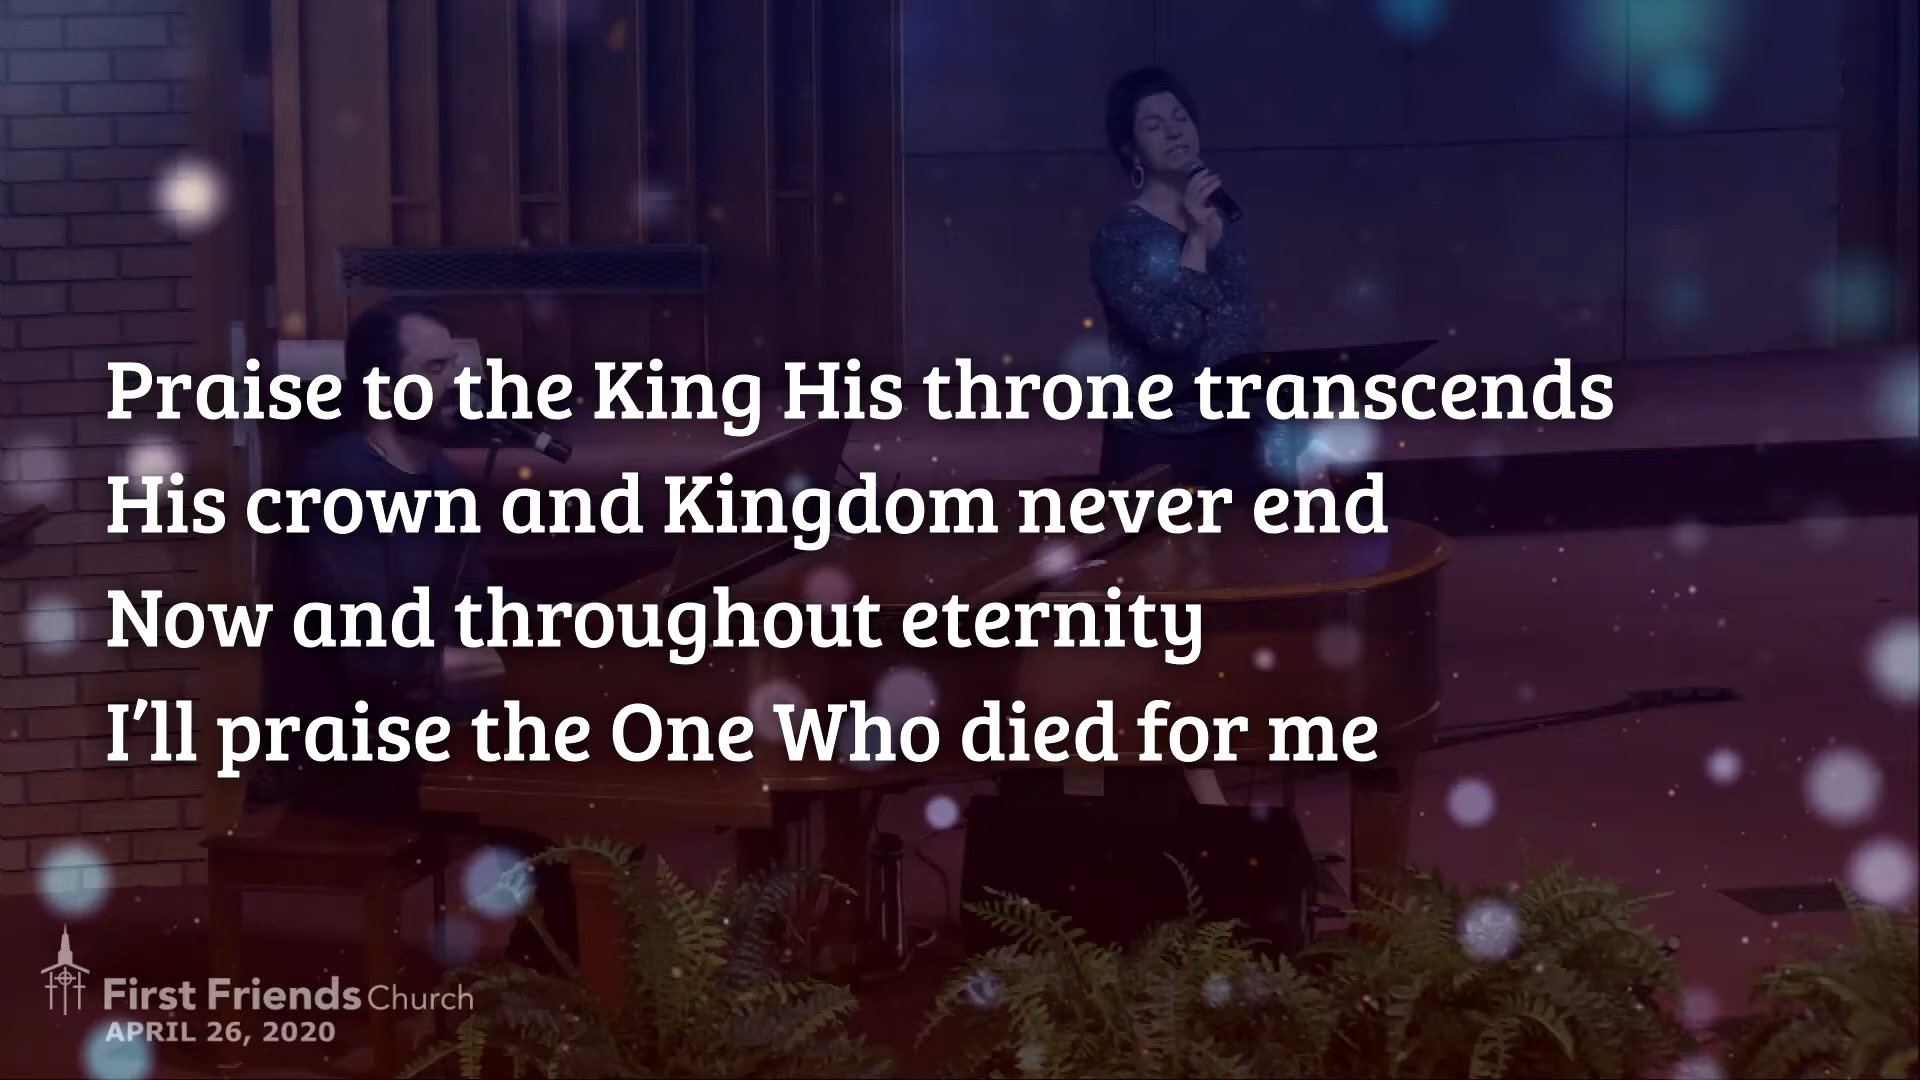 Praise to the King His throne transcends
His crown and Kingdom never end
Now and throughout eternity
I’ll praise the One Who died for me
First Friends Church
APRIL 26, 2020